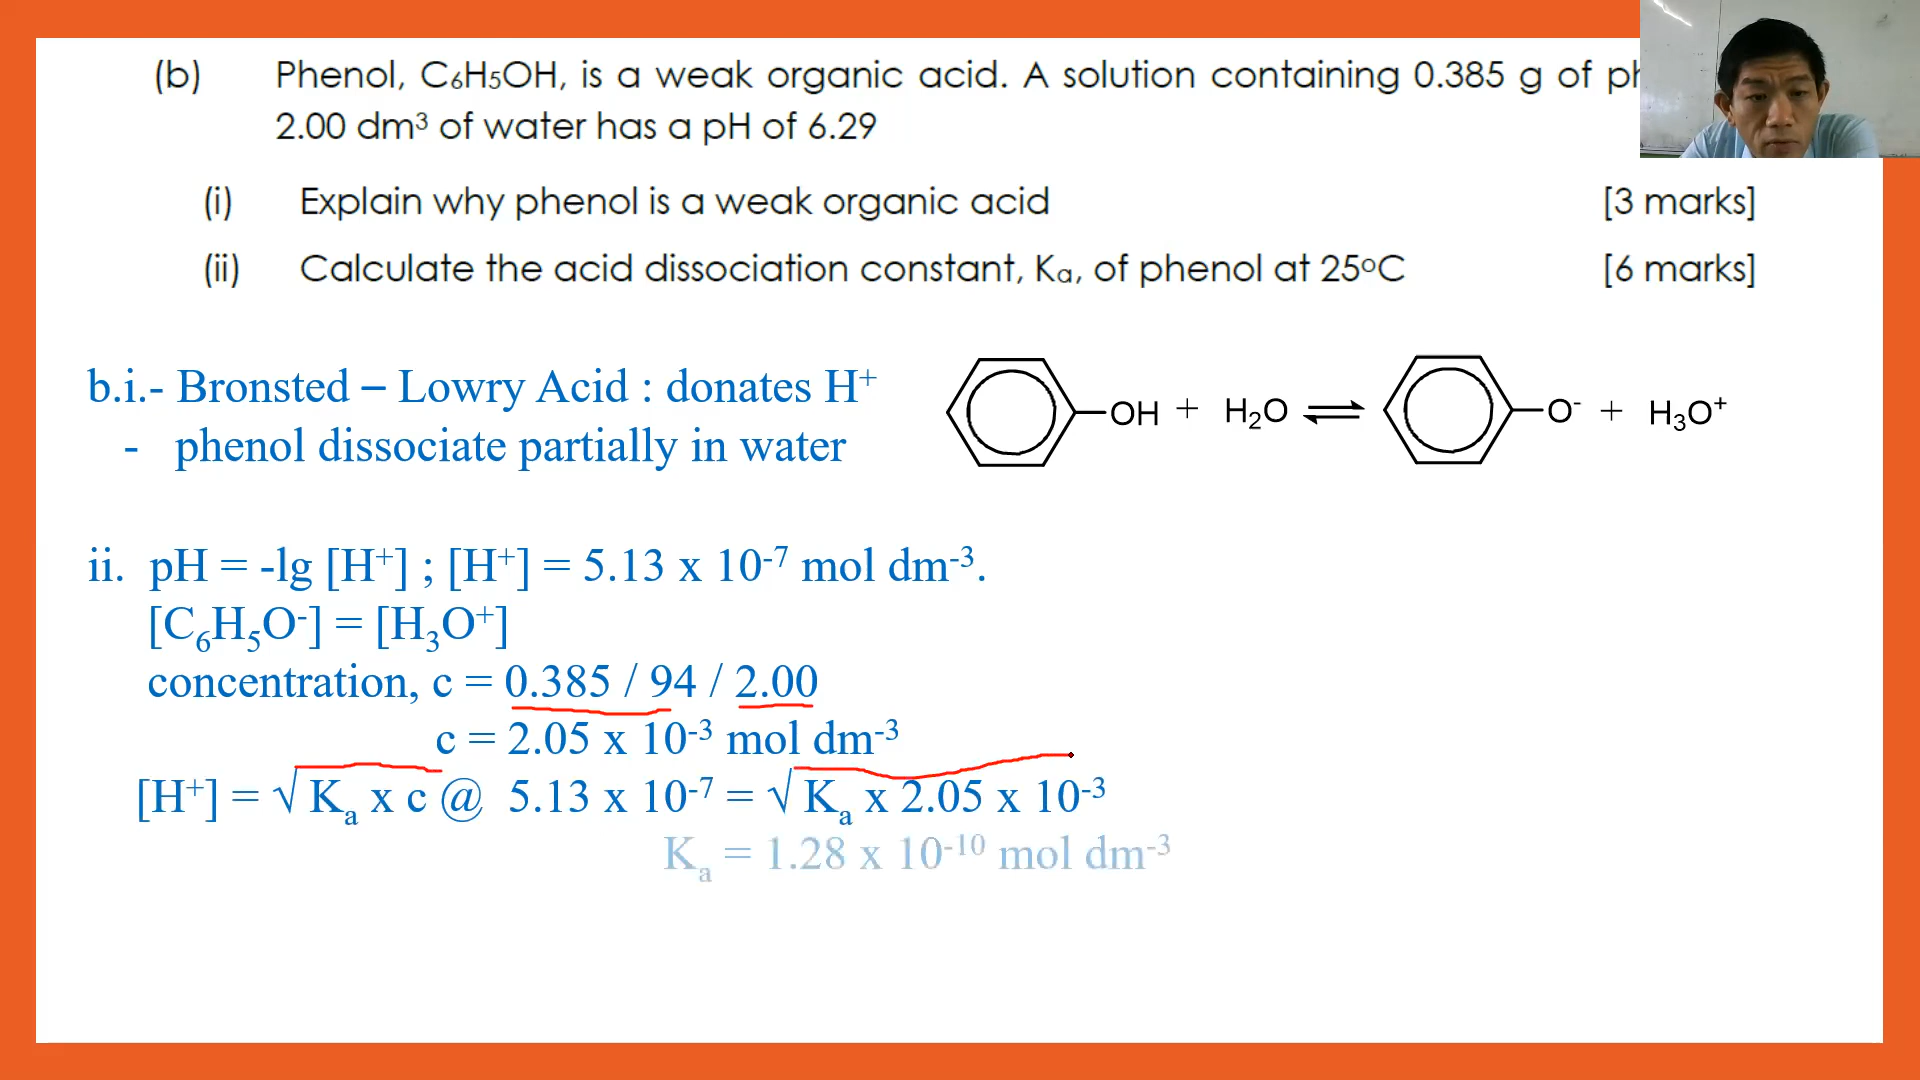 (b) Phenol, C₆H₅OH, is a weak organic acid. A solution containing 0.385 g of
2.00 dm³ of water has a pH of 6.29
(i) Explain why phenol is a weak organic acid [3 marks]
(ii) Calculate the acid dissociation constant, Kₐ, of phenol at 25°C [6 marks]
b.i.- Bronsted – Lowry Acid : donates H⁺
- phenol dissociate partially in water
OH + H₂O ⇌ O⁻ + H₃O⁺
ii. pH = -lg [H⁺] ; [H⁺] = 5.13 x 10⁻⁷ mol dm⁻³.
[C₆H₅O⁻] = [H₃O⁺]
concentration, c = 0.385 / 94 / 2.00
c = 2.05 x 10⁻³ mol dm⁻³
[H⁺] = √ Kₐ x c @ 5.13 x 10⁻⁷ = √ Kₐ x 2.05 x 10⁻³
Kₐ = 1.28 x 10⁻¹⁰ mol dm⁻³